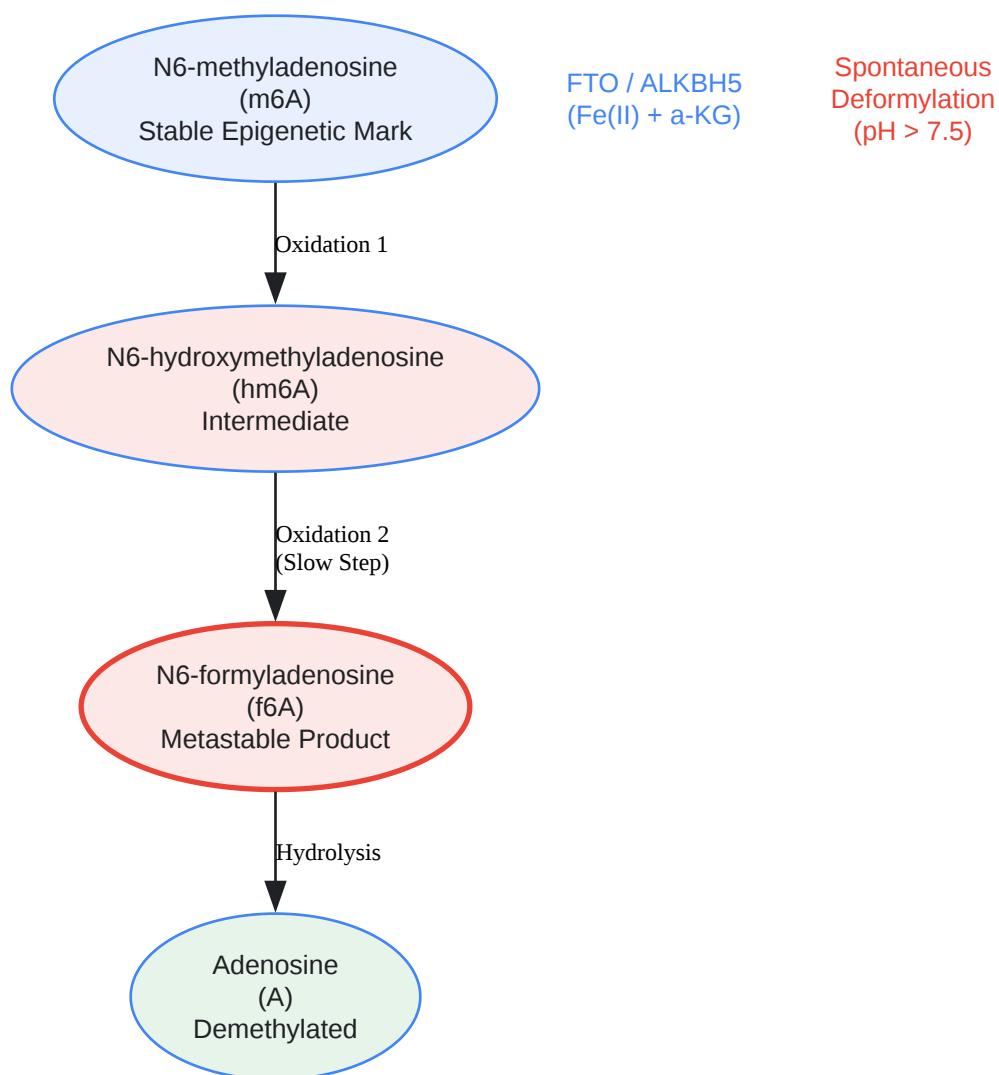 N6-methyladenosine
(m6A)
Stable Epigenetic Mark
FTO / ALKBH5
(Fe(II) + a-KG)
Spontaneous
Deformylation
(pH > 7.5)
Oxidation 1
N6-hydroxymethyladenosine
(hm6A)
Intermediate
Oxidation 2
(Slow Step)
N6-formyladenosine
(f6A)
Metastable Product
Hydrolysis
Adenosine
(A)
Demethylated